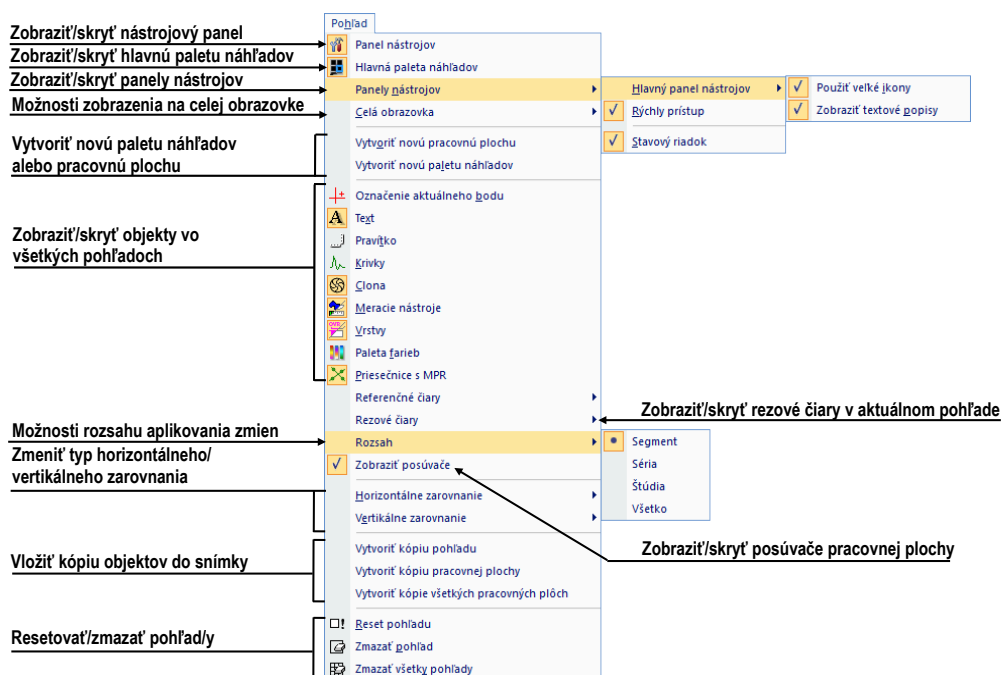 Pohľad
Zobraziť/skryť nástrojový panel
Panel nástrojov
Zobraziť/skryť hlavnú paletu náhľadov
Hlavná paleta náhľadov
Zobraziť/skryť panely nástrojov
Panely nástrojov
Hlavný panel nástrojov
Použiť veľké ikony
Možnosti zobrazenia na celej obrazovke
Celá obrazovka
Rýchly prístup
Zobraziť textové popisy
Vytvoriť novú paletu náhľadov
alebo pracovnú plochu
Vytvoriť novú pracovnú plochu
Stavový riadok
Vytvoriť novú paletu náhľadov
Označenie aktuálneho bodu
Text
Zobraziť/skryť objekty vo
všetkých pohľadoch
Pravítko
Krivky
Clona
Meracie nástroje
Vrstvy
Paleta farieb
Priesečnice s MPR
Referenčné čiary
Rezové čiary
Zobraziť/skryť rezové čiary v aktuálnom pohľade
Možnosti rozsahu aplikovania zmien
Rozsah
Segment
Séria
Štúdia
Všetko
Zmeniť typ horizontálneho/
vertikálneho zarovnania
Zobraziť posúvače
Horizontálne zarovnanie
Vertikálne zarovnanie
Zobraziť/skryť posúvače pracovnej plochy
Vložiť kópiu objektov do snímky
Vytvoriť kópiu pohľadu
Vytvoriť kópiu pracovnej plochy
Vytvoriť kópie všetkých pracovných plôch
Resetovať/zmazať pohľad/y
Reset pohľadu
Zmazať pohľad
Zmazať všetky pohľady